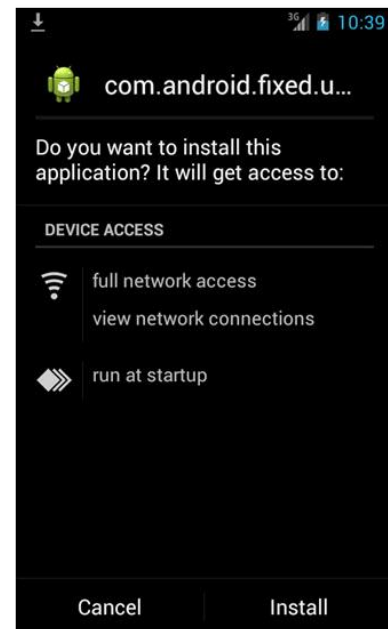 3G 10:39
com.android.fixed.u...
Do you want to install this
application? It will get access to:
DEVICE ACCESS
full network access
view network connections
run at startup
Cancel Install